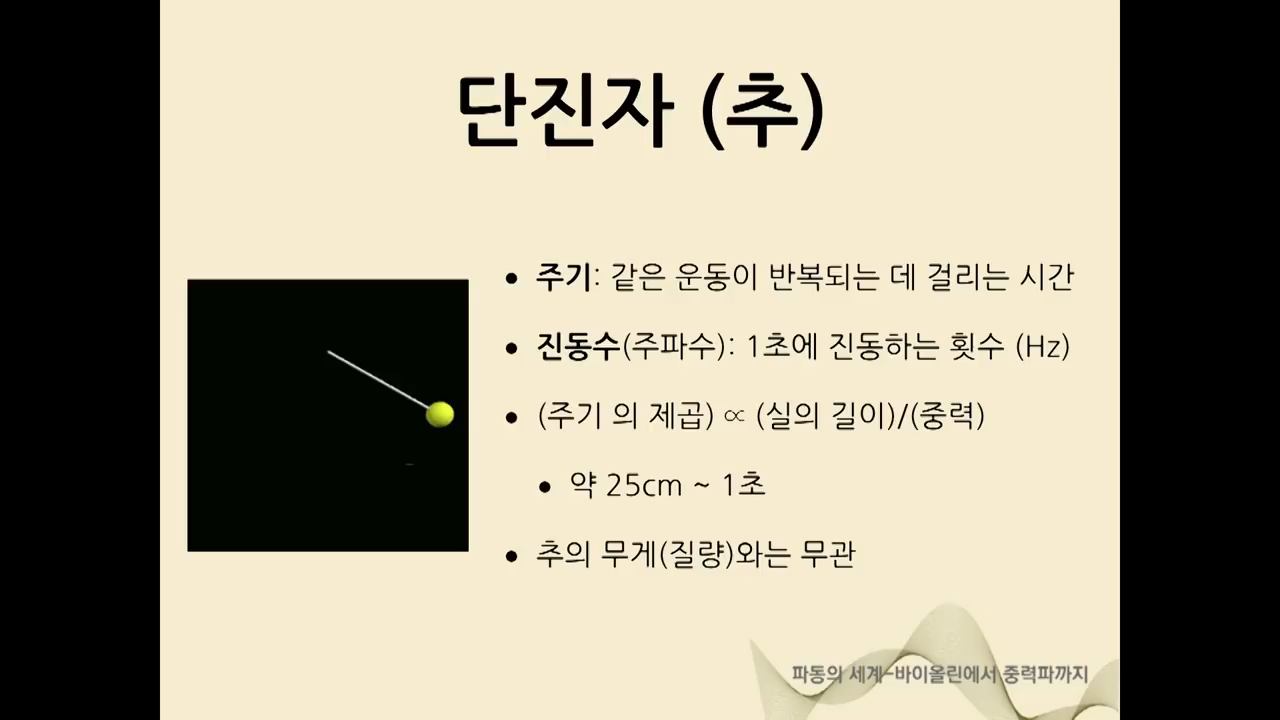 단진자 (추)
• 주기: 같은 운동이 반복되는 데 걸리는 시간
• 진동수(주파수): 1초에 진동하는 횟수 (Hz)
• (주기 의 제곱) ∝ (실의 길이)/(중력)
• 약 25cm ~ 1초
• 추의 무게(질량)와는 무관
파동의 세계-바이올린에서 중력파까지